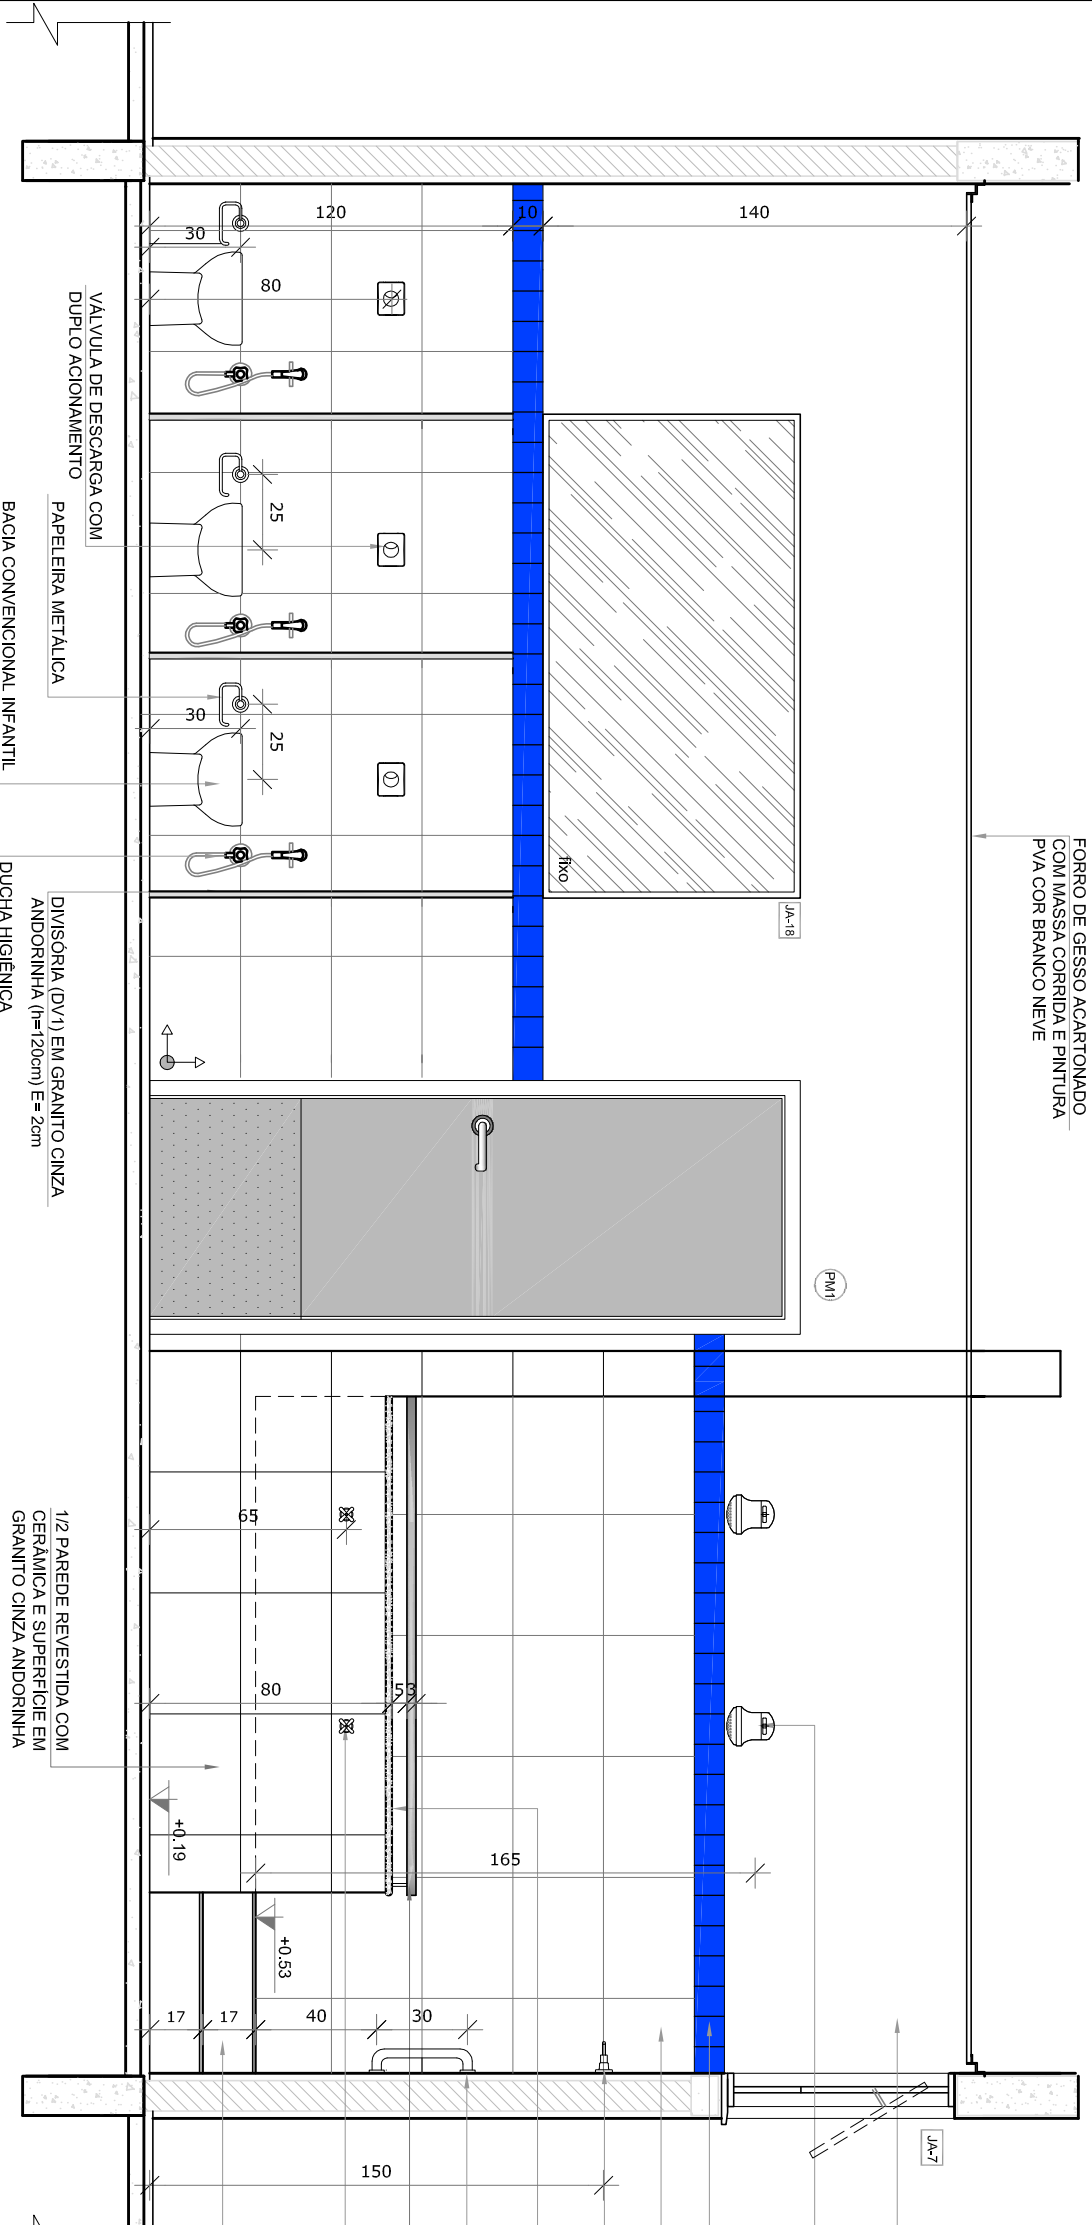 FORRO DE GESSO ACARTONADO
COM MASSA CORRIDA E PINTURA
PVA COR BRANCO NEVE
140
10
120
30
80
25
25
30
fixo
JA-18
PM1
VÁLVULA DE DESCARGA COM
DUPLO ACIONAMENTO
PAPELEIRA METÁLICA
BACIA CONVENCIONAL INFANTIL
DUCHA HIGIÊNICA
DIVISÓRIA (DV1) EM GRANITO CINZA
ANDORINHA (h=120cm) E= 2cm
1/2 PAREDE REVESTIDA COM
CERÂMICA E SUPERFÍCIE EM
GRANITO CINZA ANDORINHA
65
80
53
165
+0.19
+0.53
17
17
40
30
150
JA-7